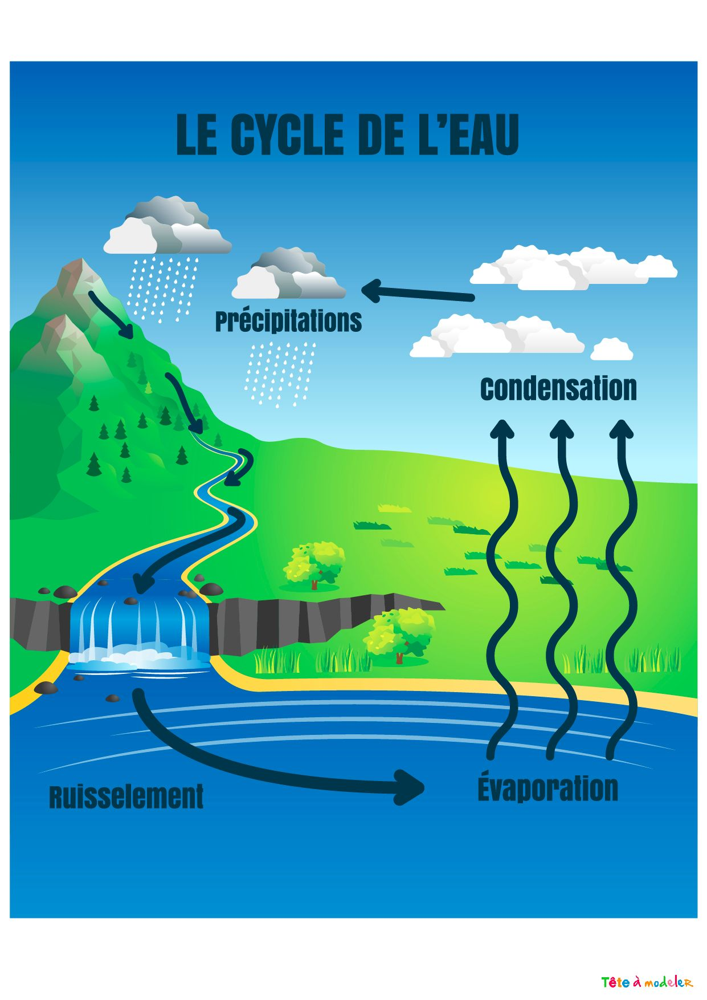 LE CYCLE DE L'EAU
Précipitations
Condensation
Ruisselement
Évaporation
Tête à modeler